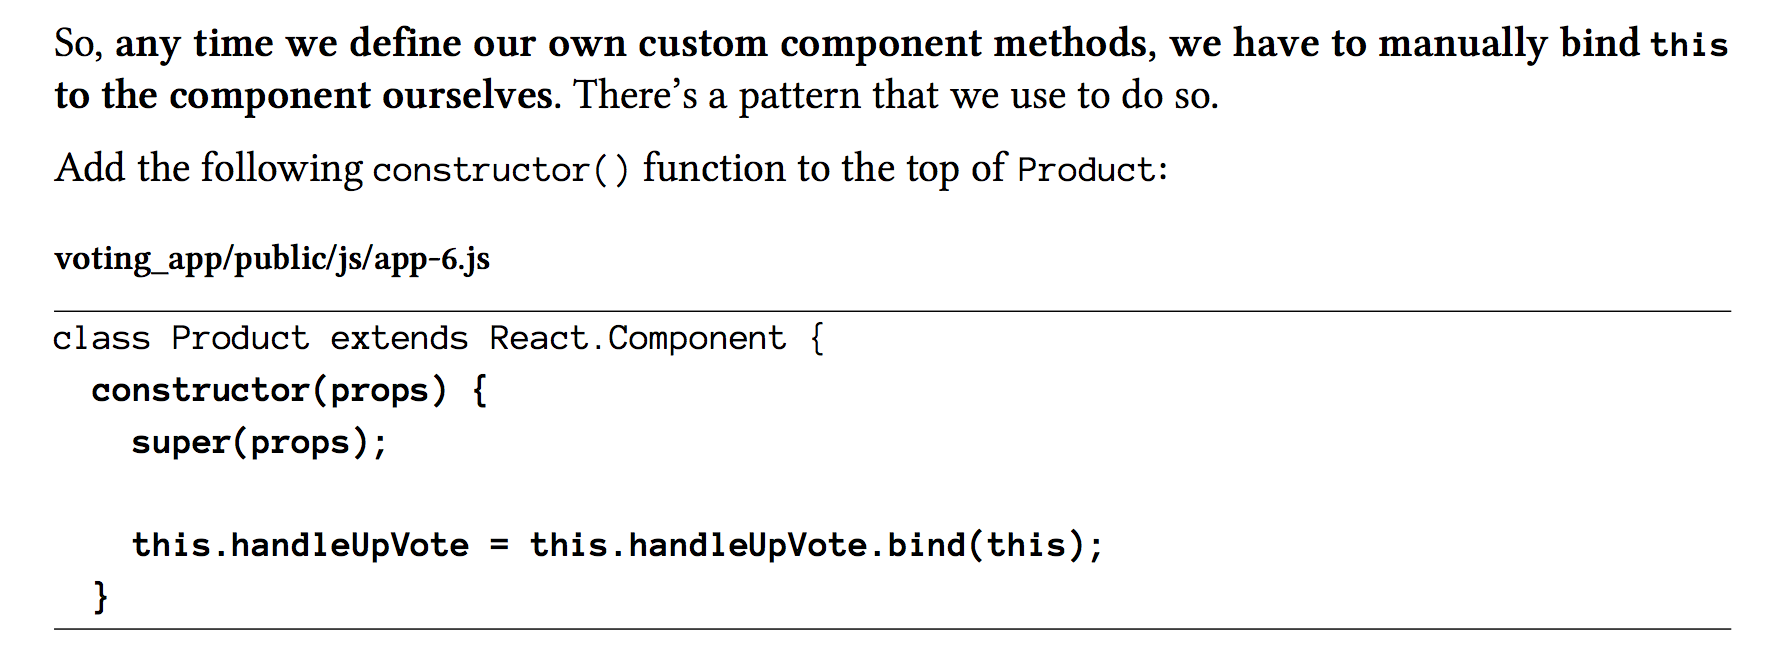 So, any time we define our own custom component methods, we have to manually bind this
to the component ourselves. There’s a pattern that we use to do so.
Add the following constructor() function to the top of Product:
voting_app/public/js/app-6.js
class Product extends React.Component {
  constructor(props) {
    super(props);

    this.handleUpVote = this.handleUpVote.bind(this);
  }